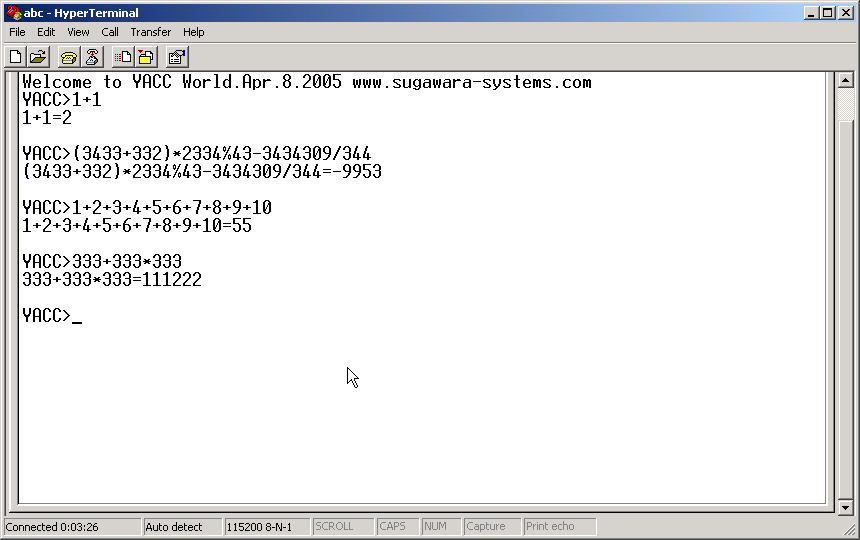 abc - HyperTerminal
File Edit View Call Transfer Help
Welcome to YACC World.Apr.8.2005 www.sugawara-systems.com
YACC>1+1
1+1=2
YACC>(3433+332)*2334%43-3434309/344
(3433+332)*2334%43-3434309/344=-9953
YACC>1+2+3+4+5+6+7+8+9+10
1+2+3+4+5+6+7+8+9+10=55
YACC>333+333*333
333+333*333=111222
YACC>_
Connected 0:03:26 Auto detect 115200 8-N-1 SCROLL CAPS NUM Capture Print echo